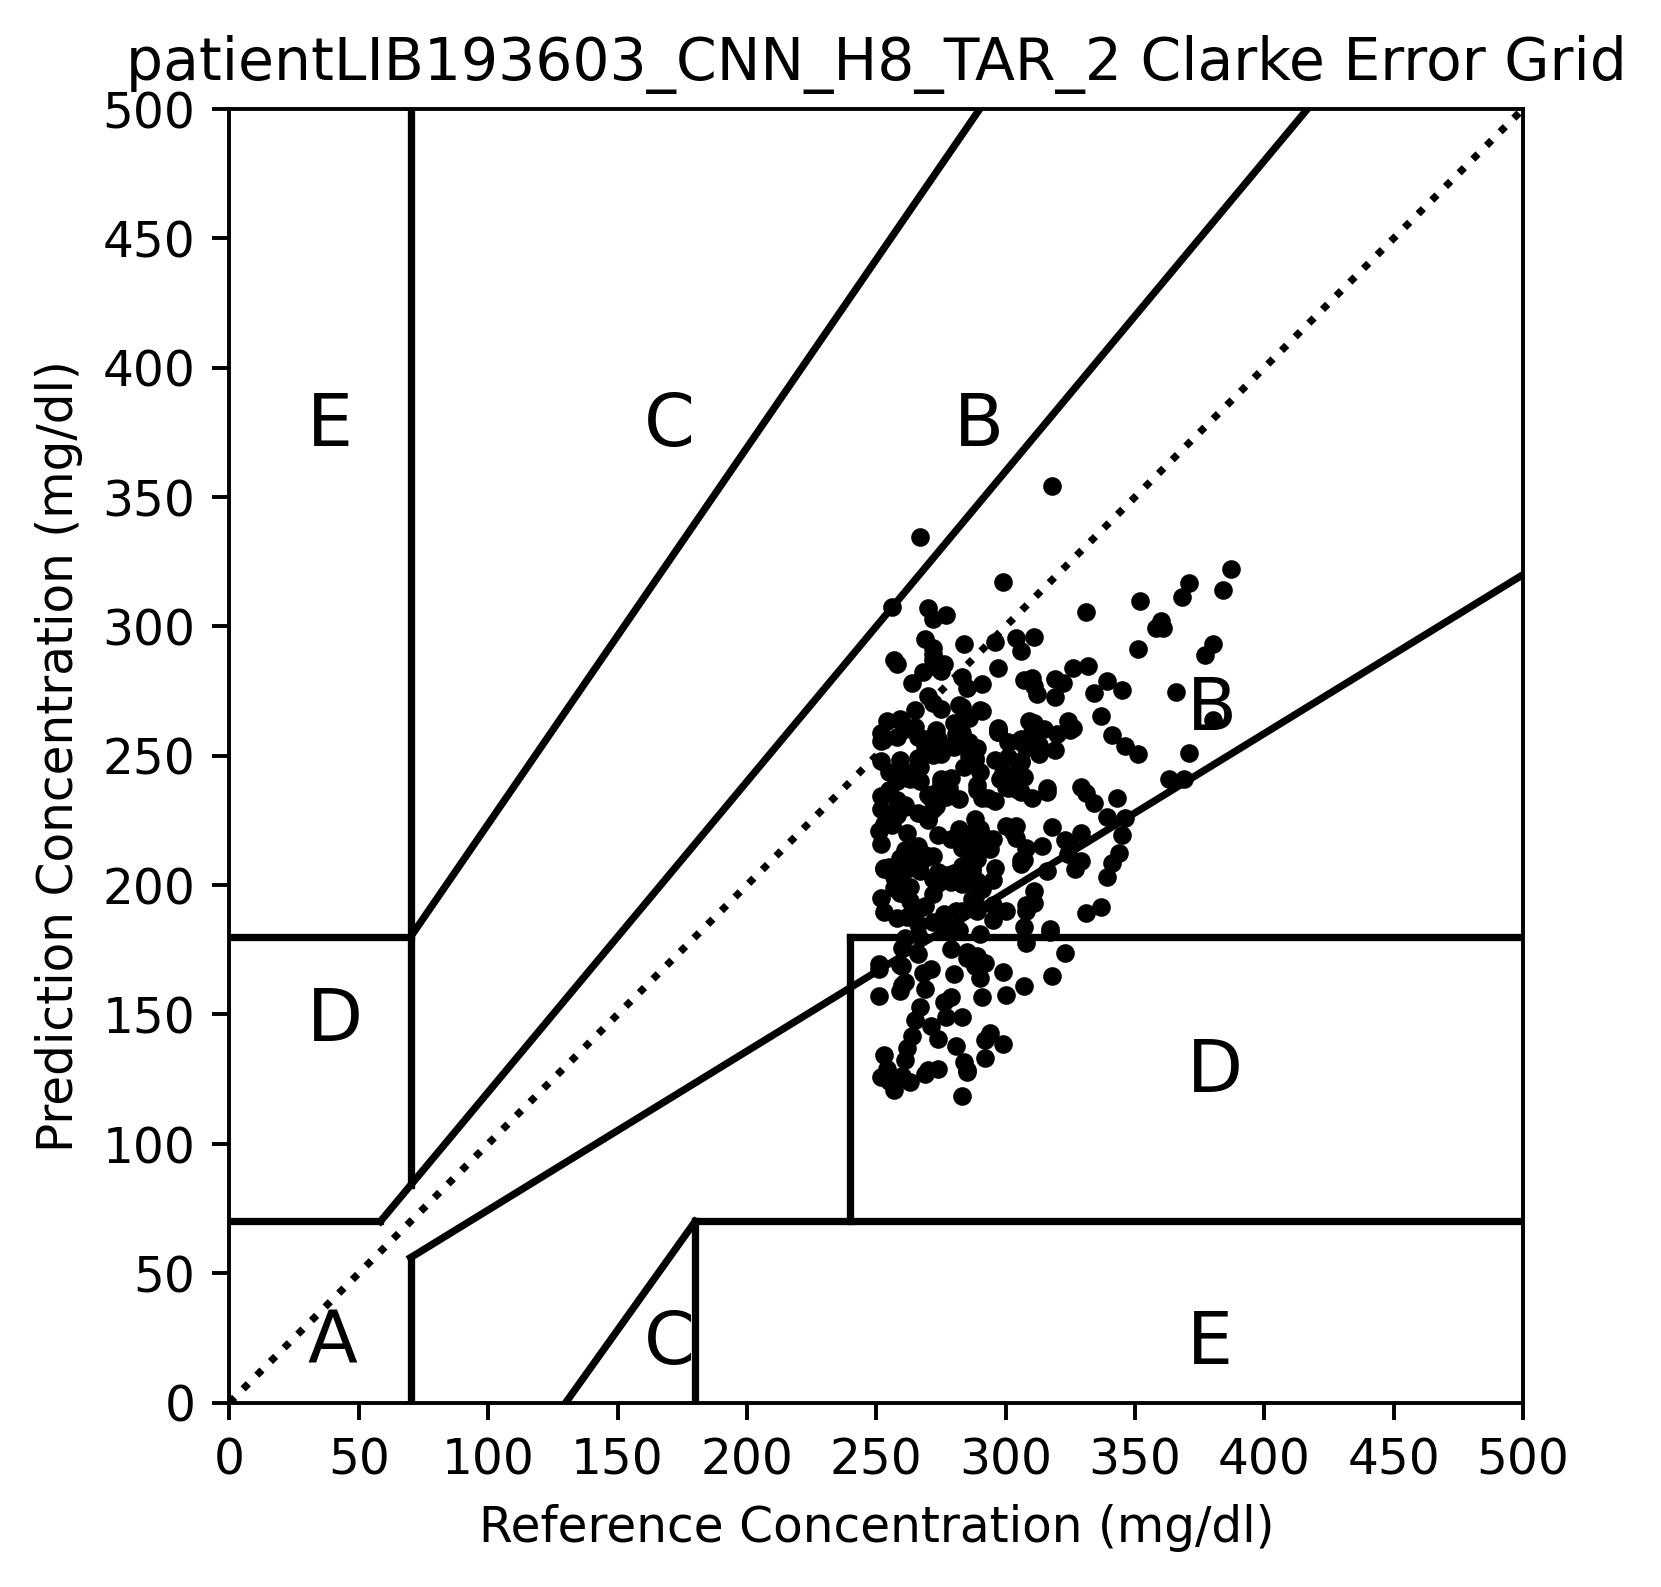 patientLIB193603_CNN_H8_TAR_2 Clarke Error Grid
Prediction Concentration (mg/dl)
500
450
400
350
300
250
200
150
100
50
0
E
C
B
B
D
D
A
C
E
0 50 100 150 200 250 300 350 400 450 500
Reference Concentration (mg/dl)